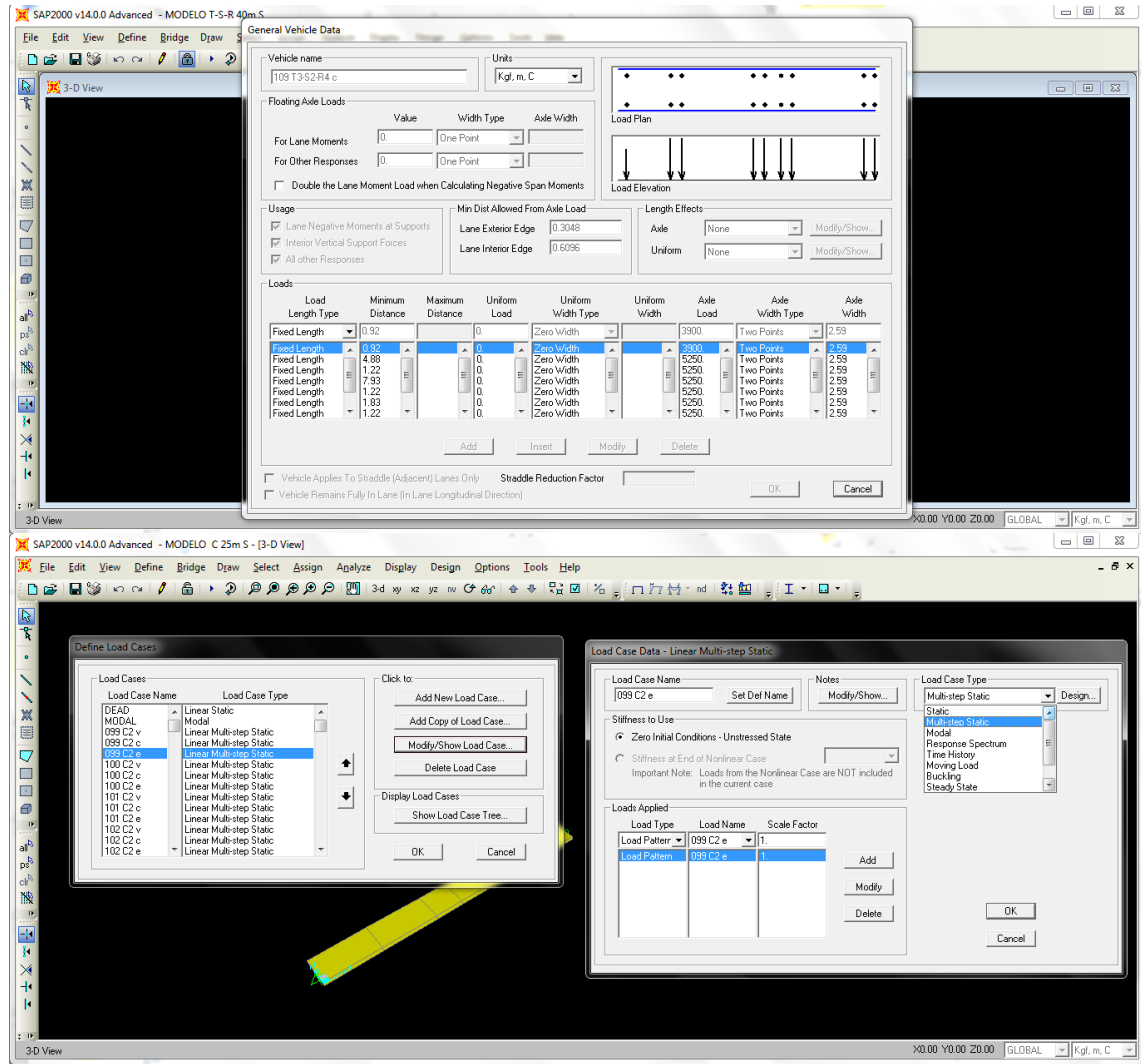 SAP2000 v14.0.0 Advanced - MODELO T-S-R 40m S
File Edit View Define Bridge Draw
3-D View
General Vehicle Data
Vehicle name
109 T3-S2-R4 c
Units
Kgf, m, C
Floating Axle Loads
Value Width Type Axle Width
For Lane Moments 0. One Point
For Other Responses 0. One Point
Double the Lane Moment Load when Calculating Negative Span Moments
Load Plan
Load Elevation
Usage
Lane Negative Moments at Supports
Interior Vertical Support Forces
All other Responses
Min Dist Allowed From Axle Load
Lane Exterior Edge 0.3048
Lane Interior Edge 0.6096
Length Effects
Axle None Modify/Show...
Uniform None Modify/Show...
Loads
Load Minimum Maximum Uniform Uniform Uniform Axle Axle Axle
Length Type Distance Distance Load Width Type Width Load Width Type Width
Fixed Length 0.92 0. Zero Width 3900. Two Points 2.59
Fixed Length 0.92 0. Zero Width 3900. Two Points 2.59
Fixed Length 4.88 0. Zero Width 5250. Two Points 2.59
Fixed Length 1.22 0. Zero Width 5250. Two Points 2.59
Fixed Length 7.93 0. Zero Width 5250. Two Points 2.59
Fixed Length 1.22 0. Zero Width 5250. Two Points 2.59
Fixed Length 1.83 0. Zero Width 5250. Two Points 2.59
Fixed Length 1.22 0. Zero Width 5250. Two Points 2.59
Add Insert Modify Delete
Vehicle Applies To Straddle (Adjacent) Lanes Only Straddle Reduction Factor
Vehicle Remains Fully In Lane (In Lane Longitudinal Direction)
OK Cancel
all
ps
clr
3-D View X0.00 Y0.00 Z0.00 GLOBAL Kgf, m, C
SAP2000 v14.0.0 Advanced - MODELO C 25m S - [3-D View]
File Edit View Define Bridge Draw Select Assign Analyze Display Design Options Tools Help
3-d xy xz yz nv nd
Define Load Cases
Load Cases
Load Case Name Load Case Type
DEAD Linear Static
MODAL Modal
099 C2 v Linear Multi-step Static
099 C2 c Linear Multi-step Static
099 C2 e Linear Multi-step Static
100 C2 v Linear Multi-step Static
100 C2 c Linear Multi-step Static
100 C2 e Linear Multi-step Static
101 C2 v Linear Multi-step Static
101 C2 c Linear Multi-step Static
101 C2 e Linear Multi-step Static
102 C2 v Linear Multi-step Static
102 C2 c Linear Multi-step Static
102 C2 e Linear Multi-step Static
Click to:
Add New Load Case...
Add Copy of Load Case...
Modify/Show Load Case...
Delete Load Case
Display Load Cases
Show Load Case Tree...
OK Cancel
Load Case Data - Linear Multi-step Static
Load Case Name
099 C2 e Set Def Name
Notes
Modify/Show...
Load Case Type
Multi-step Static Design...
Static
Multi-step Static
Modal
Response Spectrum
Time History
Moving Load
Buckling
Steady State
Stiffness to Use
Zero Initial Conditions - Unstressed State
Stiffness at End of Nonlinear Case
Important Note: Loads from the Nonlinear Case are NOT included
in the current case
Loads Applied
Load Type Load Name Scale Factor
Load Pattern 099 C2 e 1.
Load Pattern 099 C2 e 1.
Add
Modify
Delete
OK
Cancel
all
ps
clr
3-D View X0.00 Y0.00 Z0.00 GLOBAL Kgf, m, C